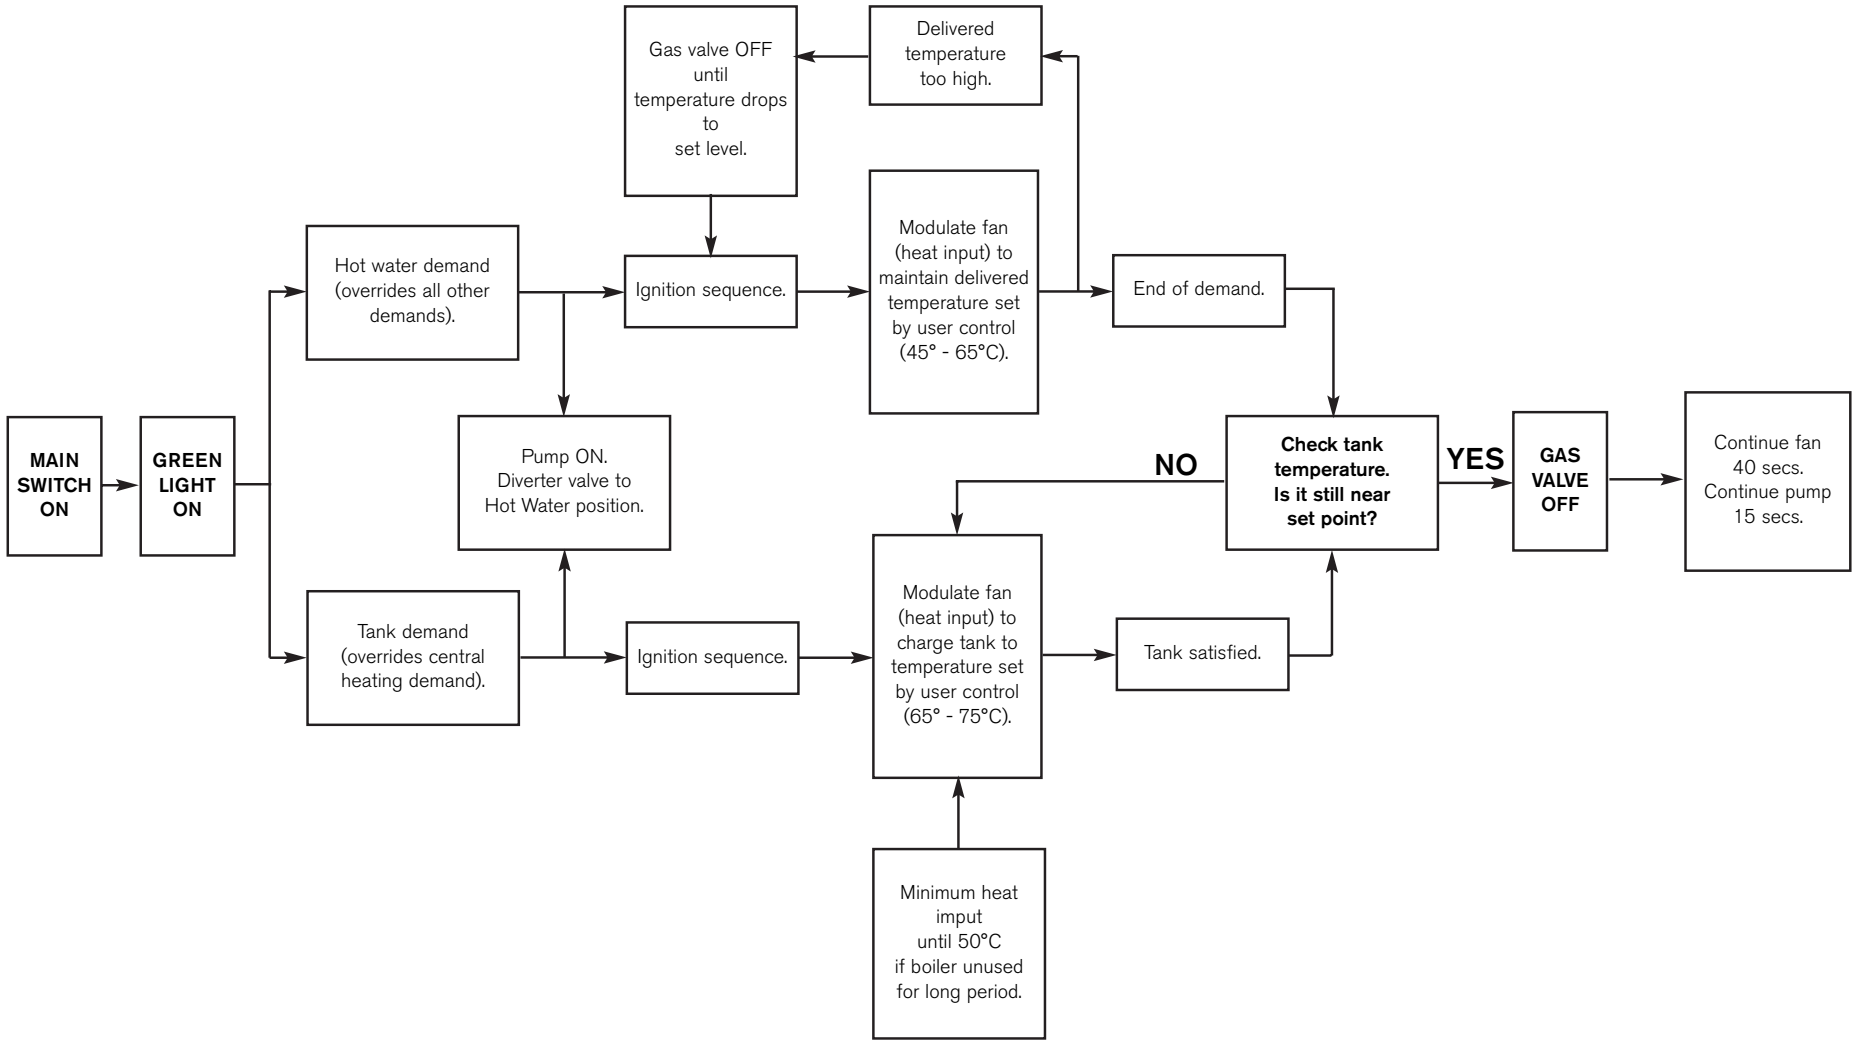 Gas valve OFF
until
temperature drops
to
set level.
Delivered
temperature
too high.
Hot water demand
(overrides all other
demands).
Ignition sequence.
Modulate fan
(heat input) to
maintain delivered
temperature set
by user control
(45° - 65°C).
End of demand.
MAIN
SWITCH
ON
GREEN
LIGHT
ON
Pump ON.
Diverter valve to
Hot Water position.
NO
Check tank
temperature.
Is it still near
set point?
YES
GAS
VALVE
OFF
Continue fan
40 secs.
Continue pump
15 secs.
Tank demand
(overrides central
heating demand).
Ignition sequence.
Modulate fan
(heat input) to
charge tank to
temperature set
by user control
(65° - 75°C).
Tank satisfied.
Minimum heat
imput
until 50°C
if boiler unused
for long period.